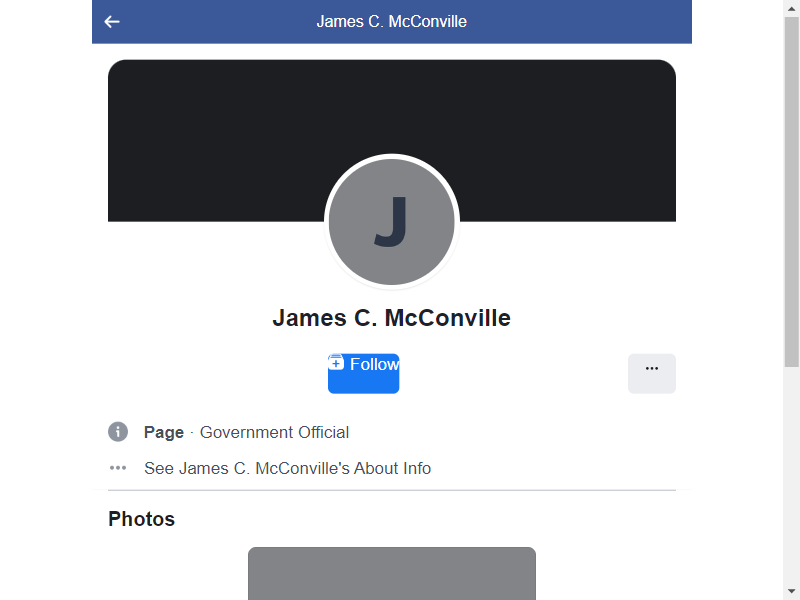 James C. McConville
J
James C. McConville
Follow
...
Page · Government Official
See James C. McConville's About Info
Photos